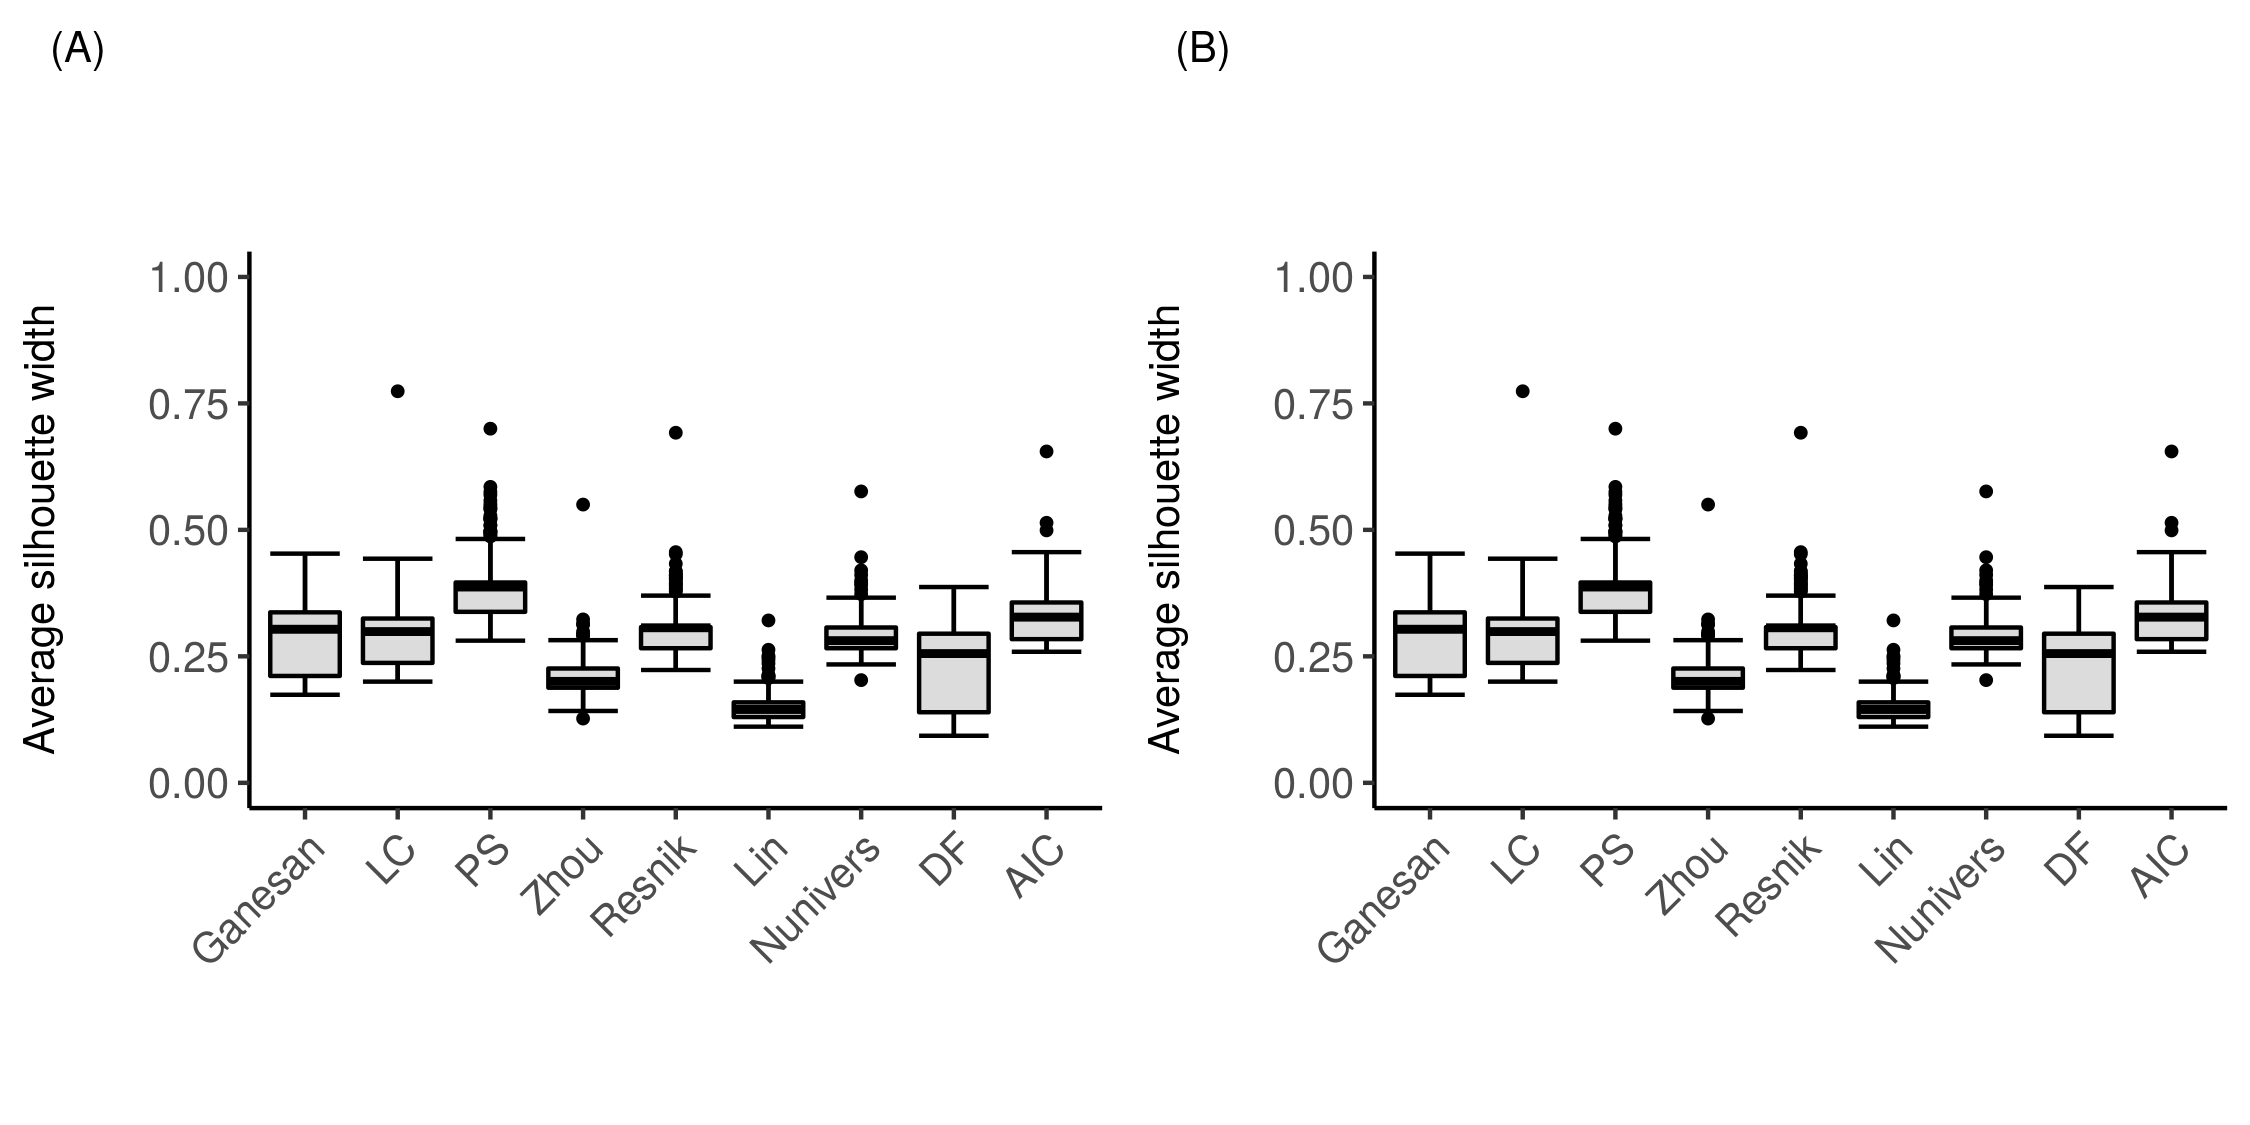 (A)
Average silhouette width
1.00
0.75
0.50
0.25
0.00
Ganesan
LC
PS
Zhou
Resnik
Lin
Nunivers
DF
AIC
(B)
Average silhouette width
1.00
0.75
0.50
0.25
0.00
Ganesan
LC
PS
Zhou
Resnik
Lin
Nunivers
DF
AIC